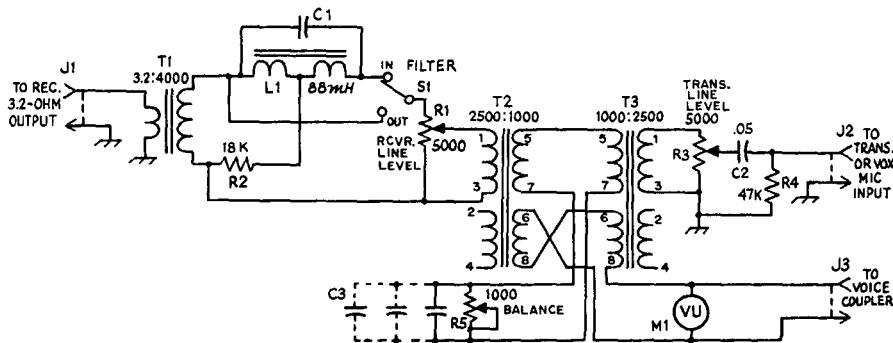 J1
TO REC.
3.2-OHM
OUTPUT
T1
3.2:4000
C1
L1
88mH
18 K
R2
IN
FILTER
S1
OUT
R1
5000
RCVR.
LINE
LEVEL
T2
2500:1000
1
3
2
4
5
7
6
8
T3
1000:2500
5
7
6
8
1
3
2
4
TRANS.
LINE
LEVEL
5000
R3
.05
C2
R4
47K
J2
TO
TRANS.
OR VOX
MIC
INPUT
C3
1000
R5
BALANCE
VU
M1
J3
TO
VOICE
COUPLER